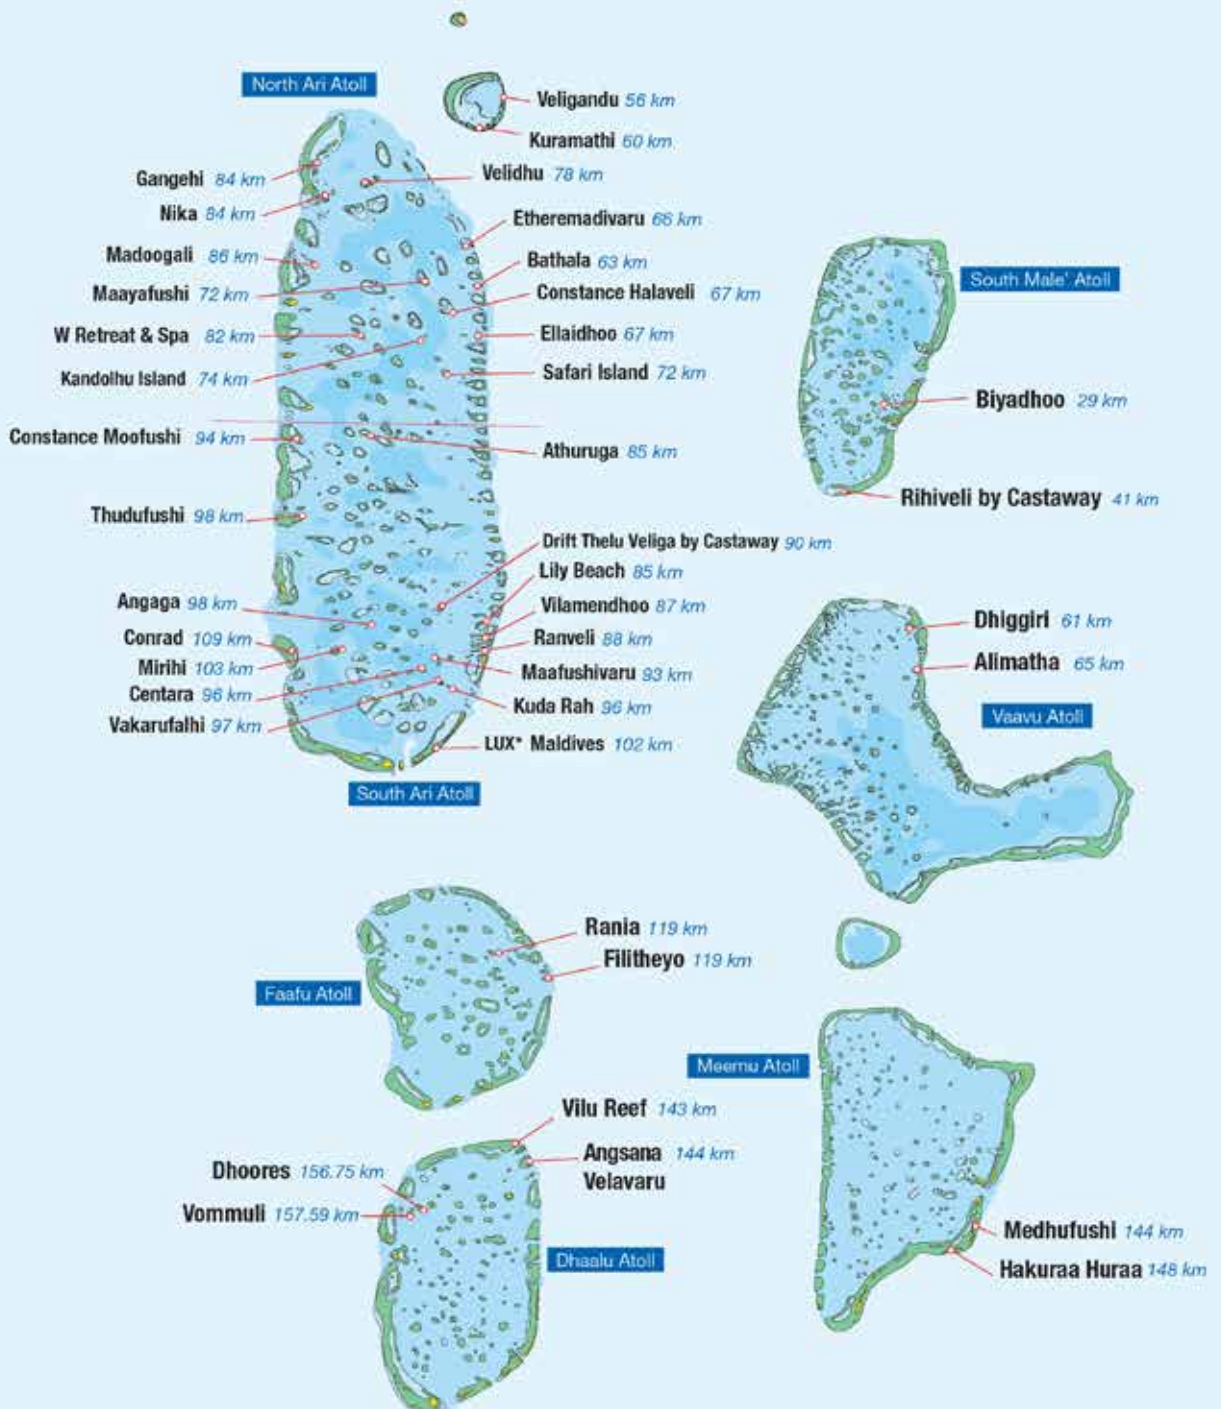 North Ari Atoll
Veligandu 56 km
Kuramathi 60 km
Gangehi 84 km
Velidhu 78 km
Nika 84 km
Etheremadivaru 66 km
Madoogali 86 km
Bathala 63 km
Maayafushi 72 km
Constance Halaveli 67 km
W Retreat & Spa 82 km
Ellaidhoo 67 km
Kandolhu Island 74 km
Safari Island 72 km
Constance Moofushi 94 km
Athuruga 85 km
Thudufushi 98 km
Drift Thelu Veliga by Castaway 90 km
Lily Beach 85 km
Angaga 98 km
Vilamendhoo 87 km
Conrad 109 km
Ranveli 88 km
Mirihi 103 km
Maafushivaru 93 km
Centara 96 km
Kuda Rah 96 km
Vakarufalhi 97 km
LUX* Maldives 102 km
South Ari Atoll
South Male' Atoll
Biyadhoo 29 km
Rihiveli by Castaway 41 km
Dhiggiri 61 km
Alimatha 65 km
Vaavu Atoll
Rania 119 km
Filitheyo 119 km
Faafu Atoll
Meemu Atoll
Vilu Reef 143 km
Angsana 144 km
Velavaru
Dhoores 156.75 km
Vommuli 157.59 km
Dhaalu Atoll
Medhufushi 144 km
Hakuraa Huraa 148 km